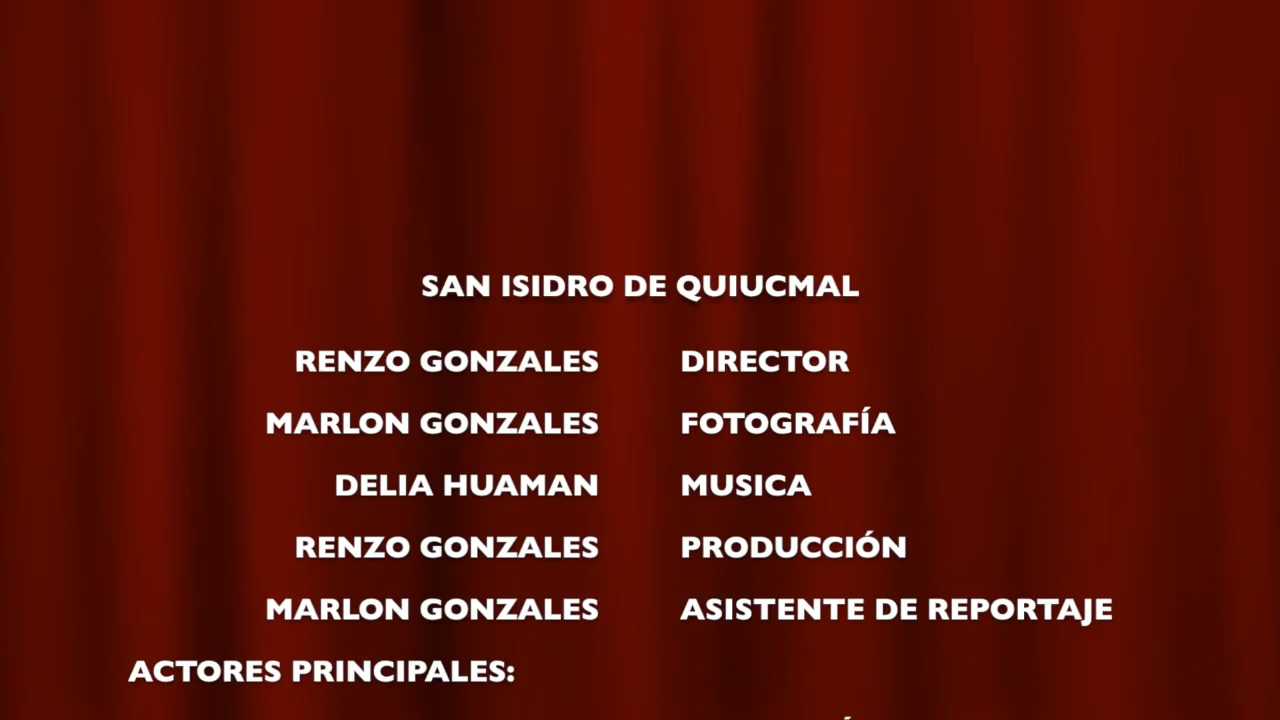 SAN ISIDRO DE QUIUCMAL
RENZO GONZALES DIRECTOR
MARLON GONZALES FOTOGRAFÍA
DELIA HUAMAN MUSICA
RENZO GONZALES PRODUCCIÓN
MARLON GONZALES ASISTENTE DE REPORTAJE
ACTORES PRINCIPALES: